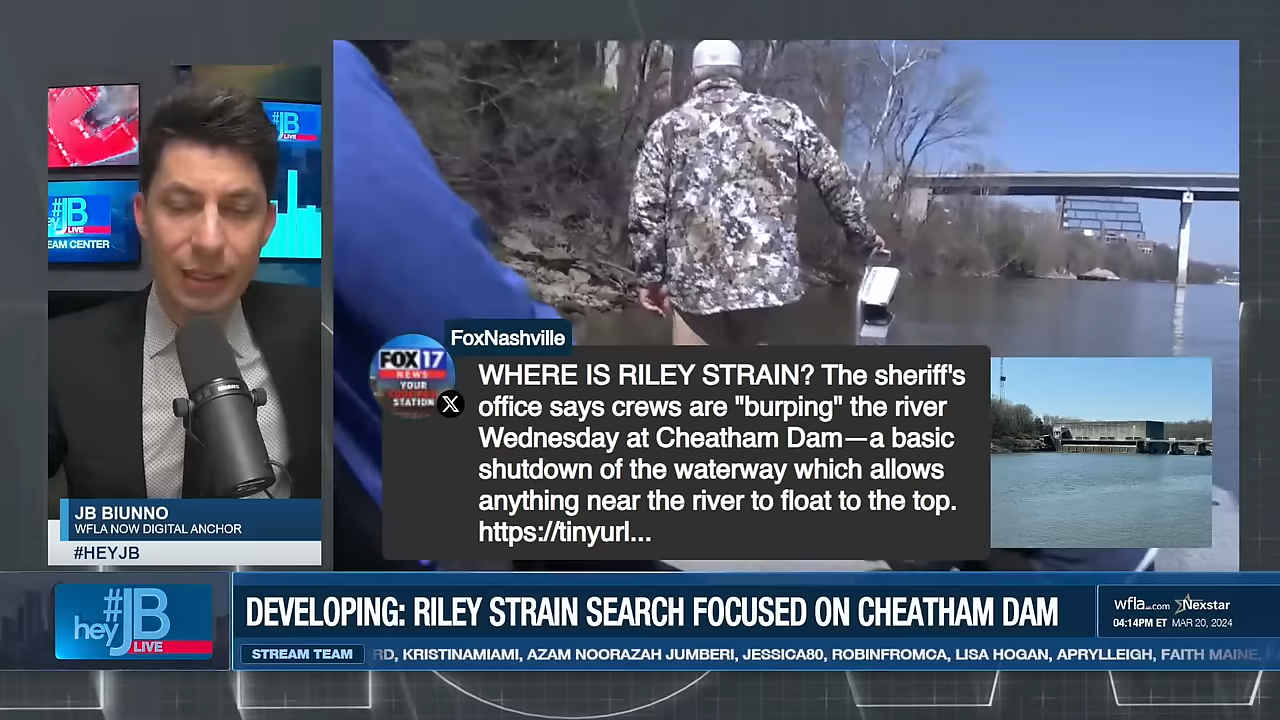 #JB
LIVE
#JB
LIVE
EAM CENTER
JB BIUNNO
WFLA NOW DIGITAL ANCHOR
#HEYJB
FoxNashville
FOX 17
NEWS
YOUR
STATION
X
WHERE IS RILEY STRAIN? The sheriff's
office says crews are "burping" the river
Wednesday at Cheatham Dam—a basic
shutdown of the waterway which allows
anything near the river to float to the top.
https://tinyurl...
#heyJB
LIVE
DEVELOPING: RILEY STRAIN SEARCH FOCUSED ON CHEATHAM DAM
wfla.com Nexstar
04:14PM ET MAR 20, 2024
STREAM TEAM
RD, KRISTINAMIAMI, AZAM NOORAZAH JUMBERI, JESSICA80, ROBINFROMCA, LISA HOGAN, APRYLLEIGH, FAITH MAINE,